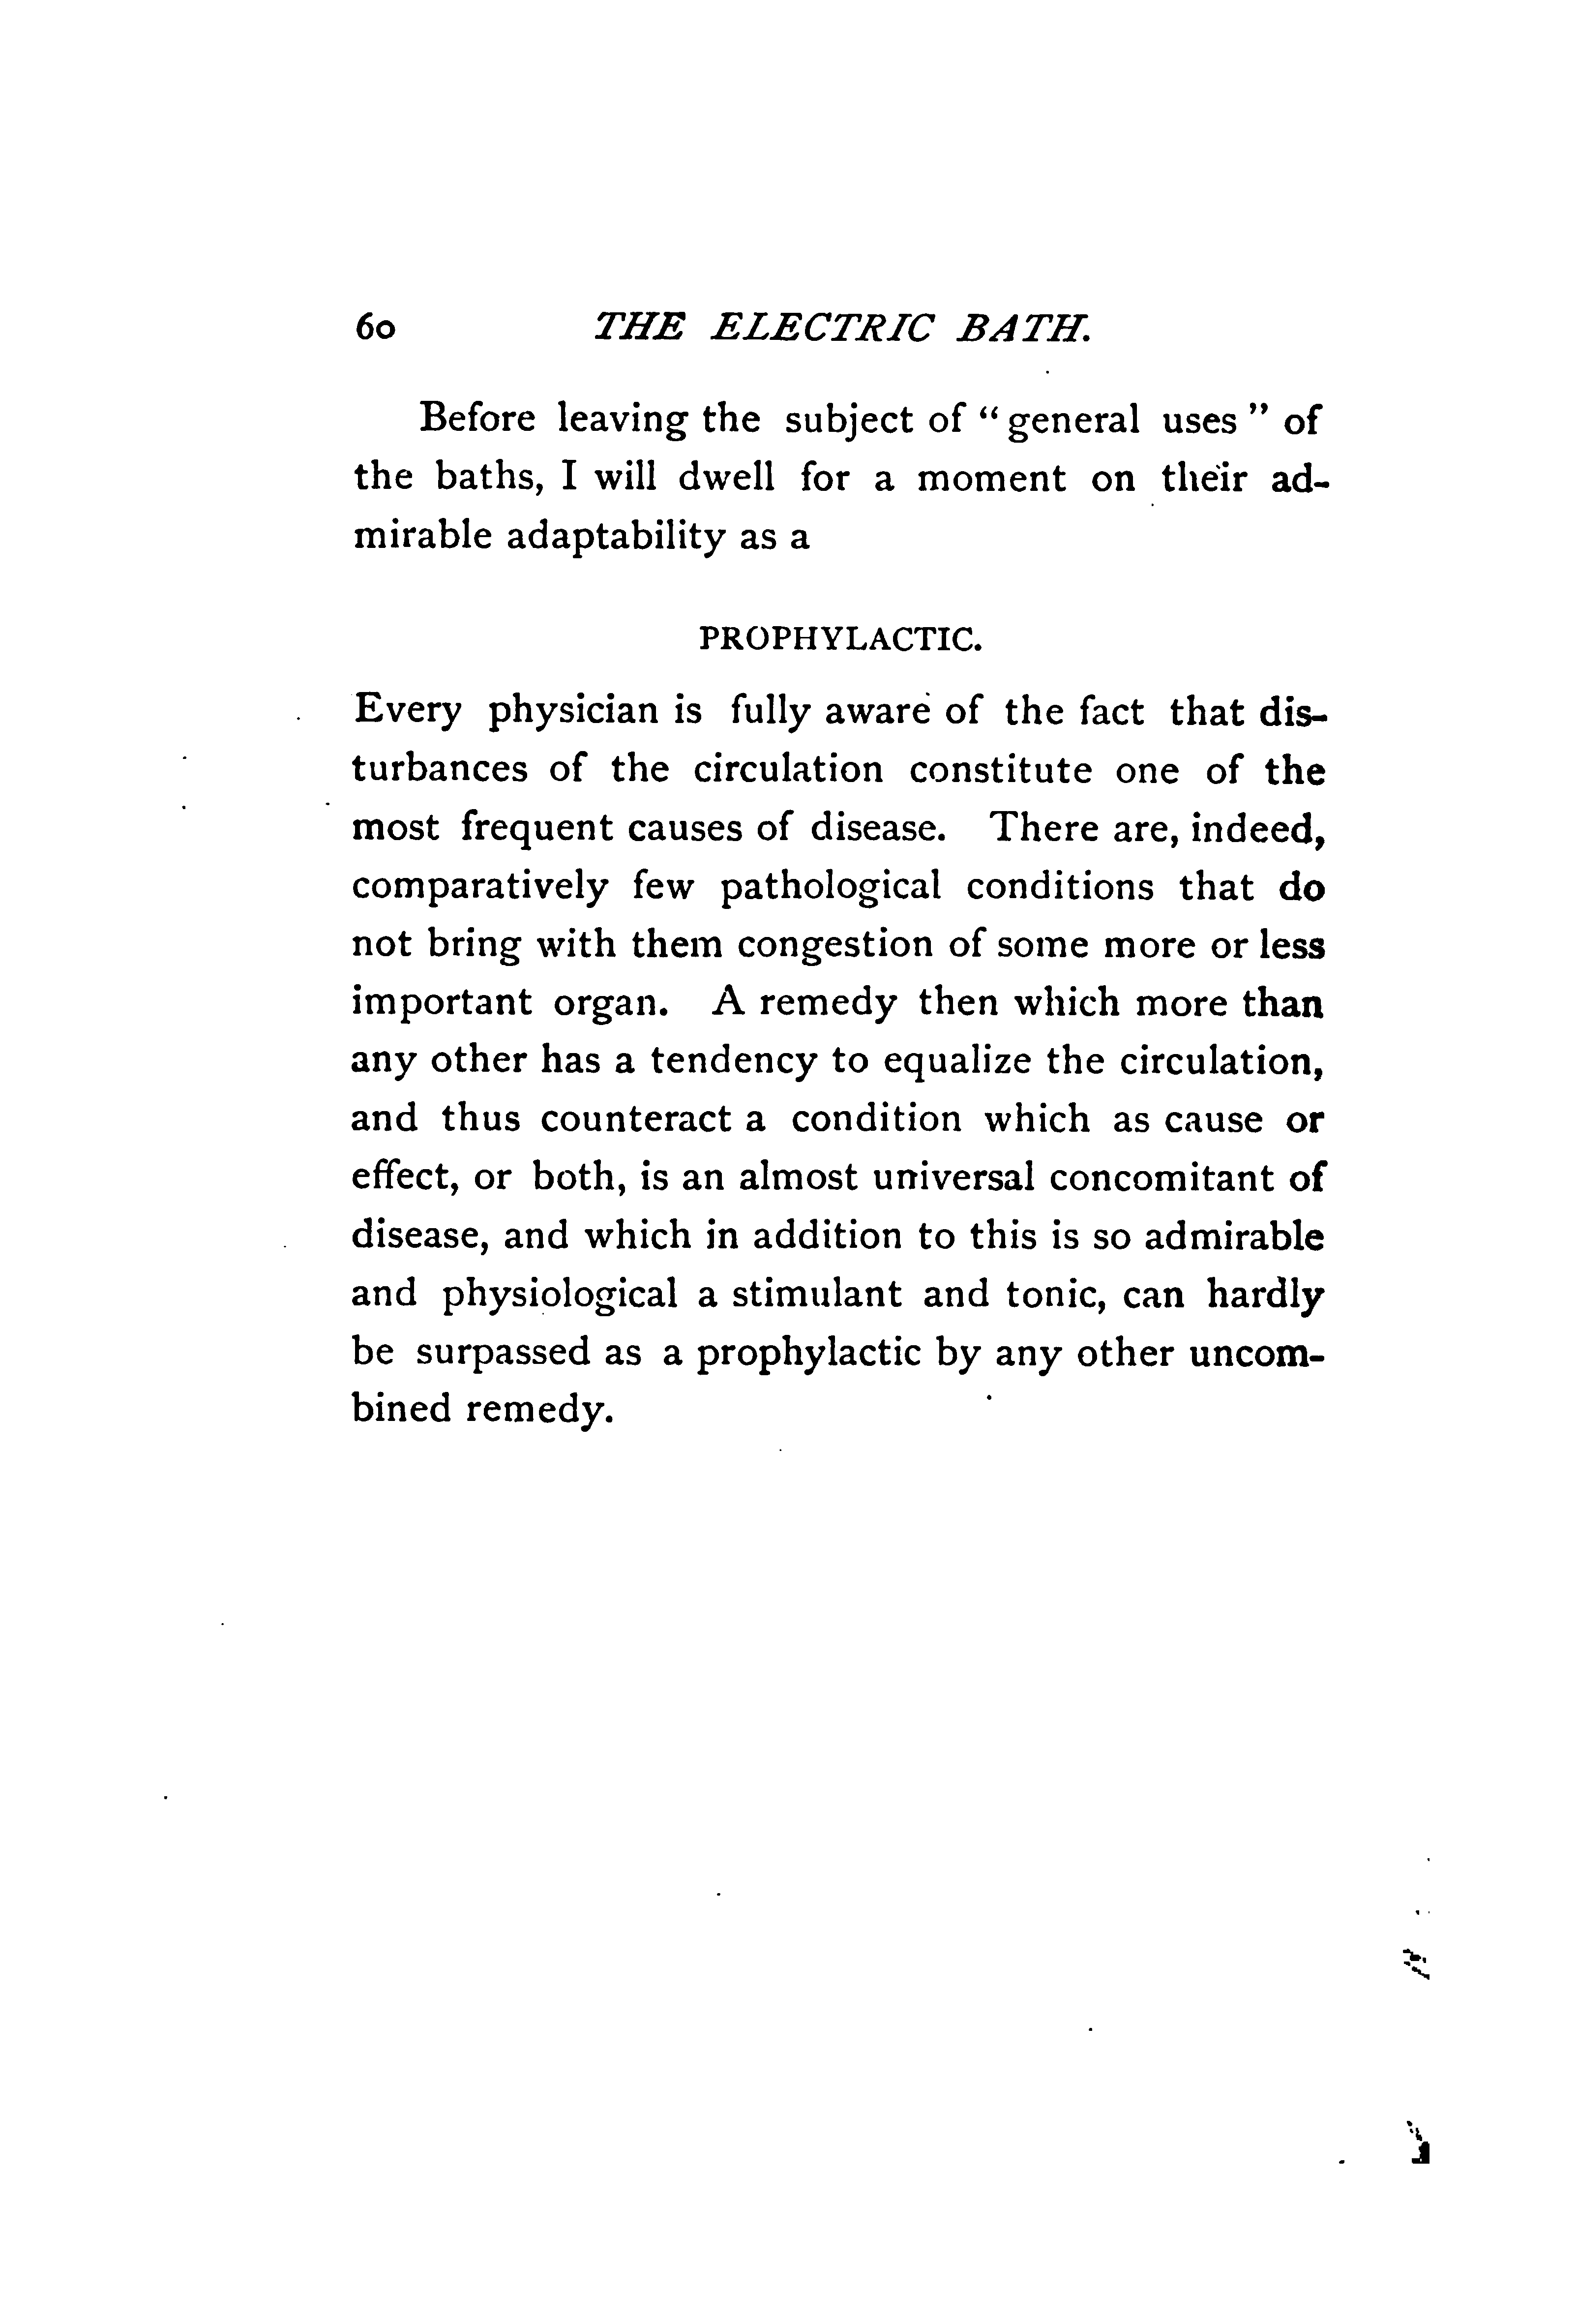 60 THE ELECTRIC BATH.
Before leaving the subject of “ general uses ” of
the baths, I will dwell for a moment on their ad-
mirable adaptability as a
PROPHYLACTIC.
Every physician is fully aware of the fact that dis-
turbances of the circulation constitute one of the
most frequent causes of disease. There are, indeed,
comparatively few pathological conditions that do
not bring with them congestion of some more or less
important organ. A remedy then which more than
any other has a tendency to equalize the circulation,
and thus counteract a condition which as cause or
effect, or both, is an almost universal concomitant of
disease, and which in addition to this is so admirable
and physiological a stimulant and tonic, can hardly
be surpassed as a prophylactic by any other uncom-
bined remedy.